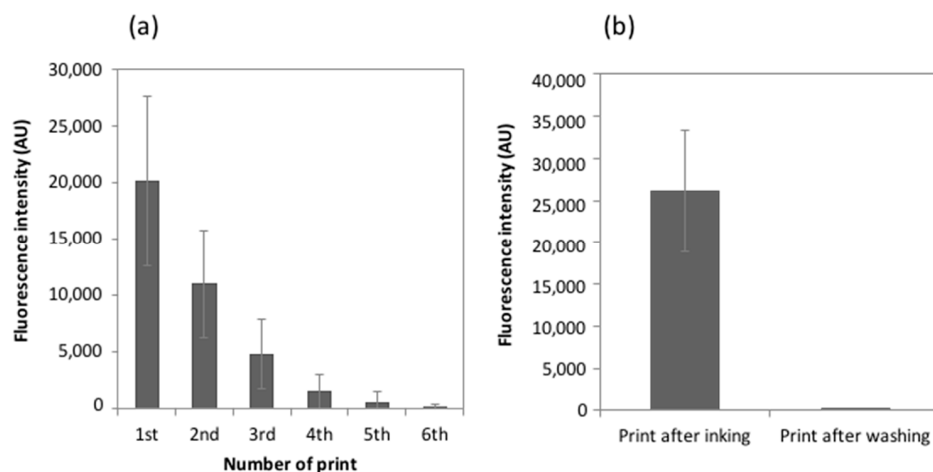 (a)
Fluorescence intensity (AU)
30,000
25,000
20,000
15,000
10,000
5,000
0
1st 2nd 3rd 4th 5th 6th
Number of print
(b)
Fluorescence intensity (AU)
40,000
35,000
30,000
25,000
20,000
15,000
10,000
5,000
0
Print after inking Print after washing